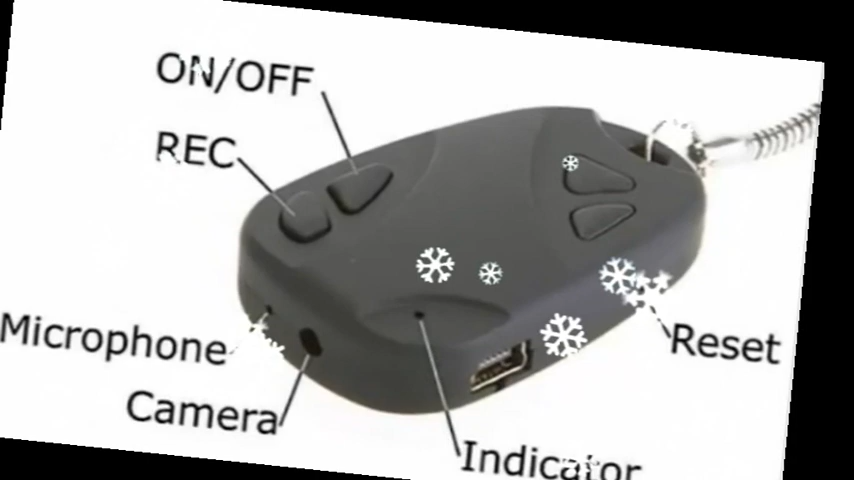 ON/OFF
REC
Microphone
Camera
Indicator
Reset